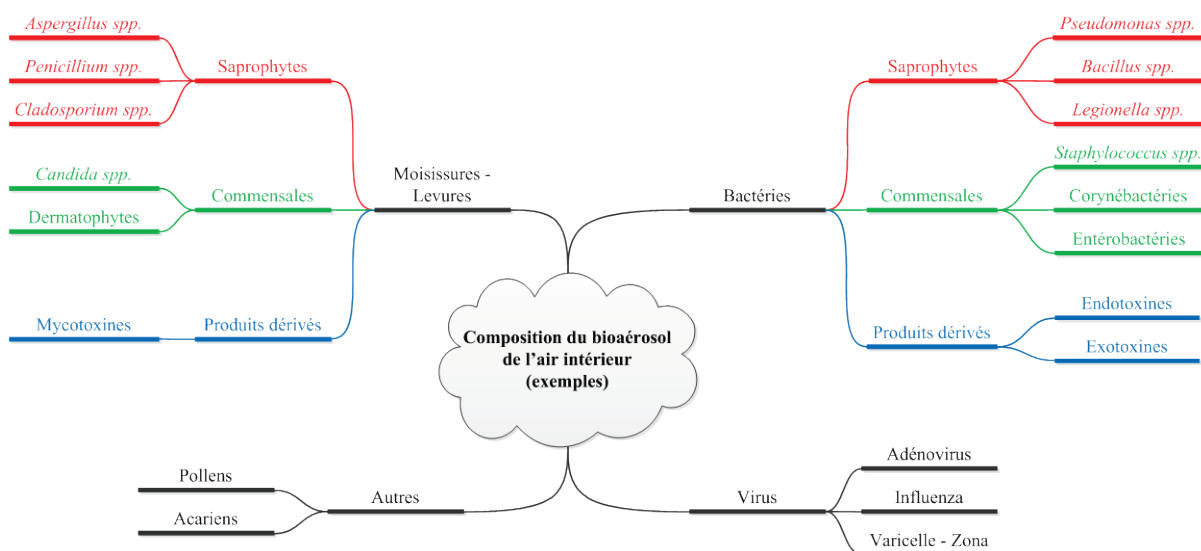 Aspergillus spp.
Penicillium spp.
Cladosporium spp.
Saprophytes
Candida spp.
Dermatophytes
Commensales
Mycotoxines
Produits dérivés
Moisissures -
Levures
Bactéries
Saprophytes
Pseudomonas spp.
Bacillus spp.
Legionella spp.
Commensales
Staphylococcus spp.
Corynébactéries
Entérobactéries
Produits dérivés
Endotoxines
Exotoxines
Composition du bioaérosol
de l'air intérieur
(exemples)
Pollens
Acariens
Autres
Virus
Adénovirus
Influenza
Varicelle - Zona